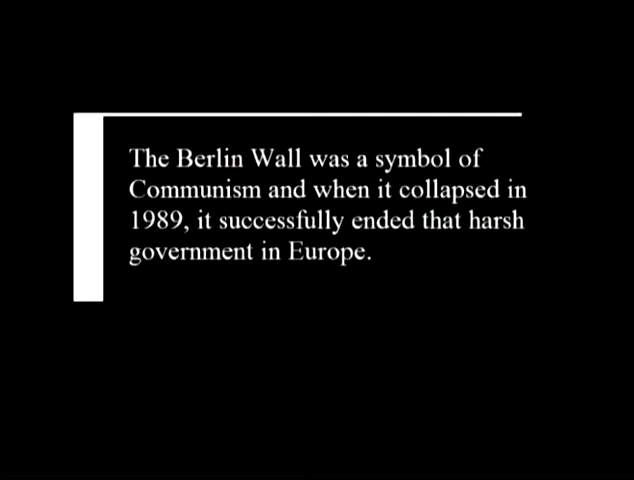 The Berlin Wall was a symbol of
Communism and when it collapsed in
1989, it successfully ended that harsh
government in Europe.